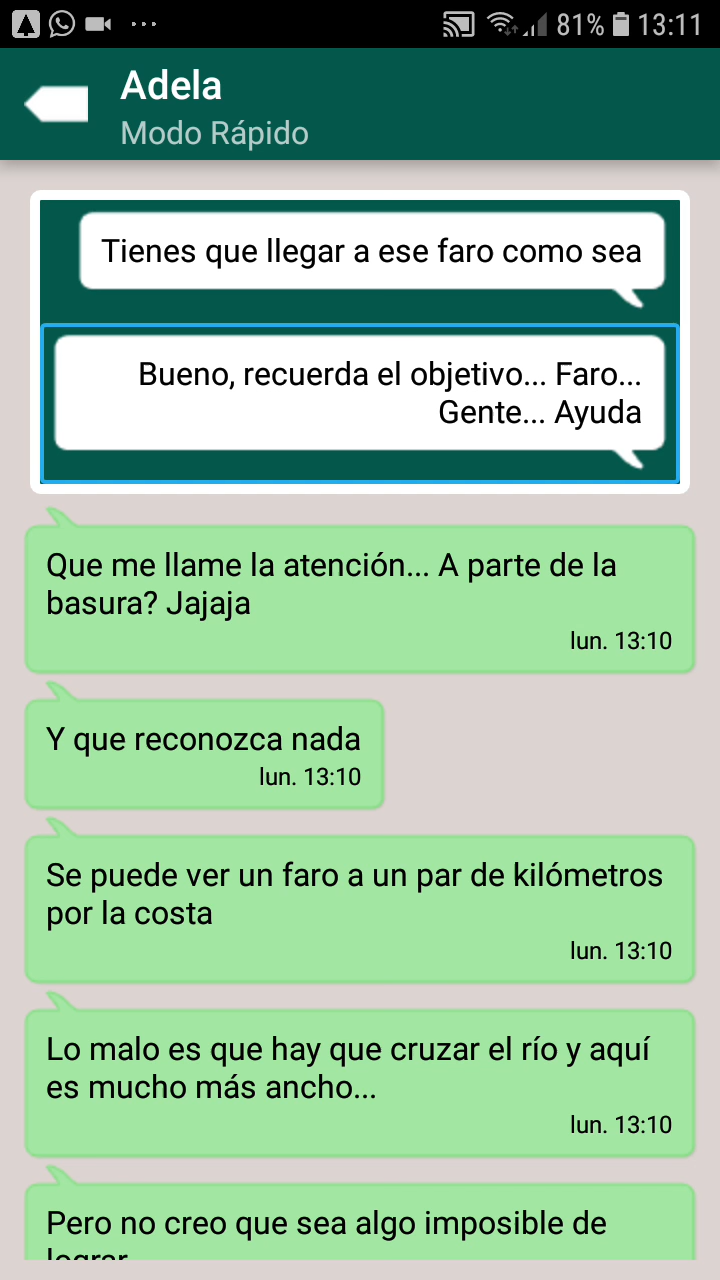 81% 13:11
Adela
Modo Rápido
Tienes que llegar a ese faro como sea
Bueno, recuerda el objetivo... Faro...
Gente... Ayuda
Que me llame la atención... A parte de la
basura? Jajaja
lun. 13:10
Y que reconozca nada
lun. 13:10
Se puede ver un faro a un par de kilómetros
por la costa
lun. 13:10
Lo malo es que hay que cruzar el río y aquí
es mucho más ancho...
lun. 13:10
Pero no creo que sea algo imposible de
lograr